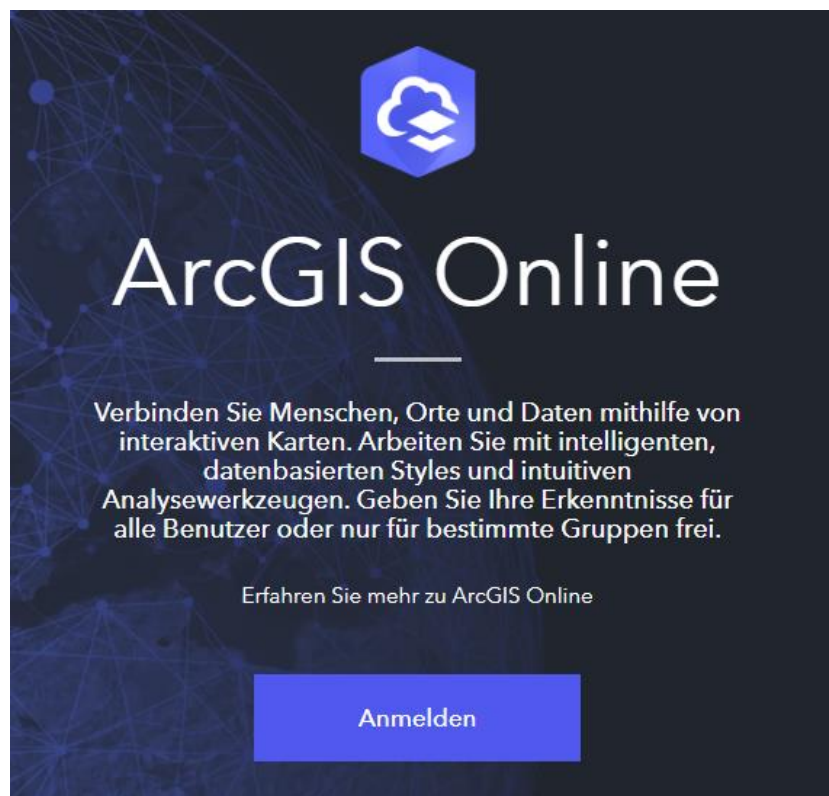 ArcGIS Online
Verbinden Sie Menschen, Orte und Daten mithilfe von
interaktiven Karten. Arbeiten Sie mit intelligenten,
datenbasierten Styles und intuitiven
Analysewerkzeugen. Geben Sie Ihre Erkenntnisse für
alle Benutzer oder nur für bestimmte Gruppen frei.
Erfahren Sie mehr zu ArcGIS Online
Anmelden